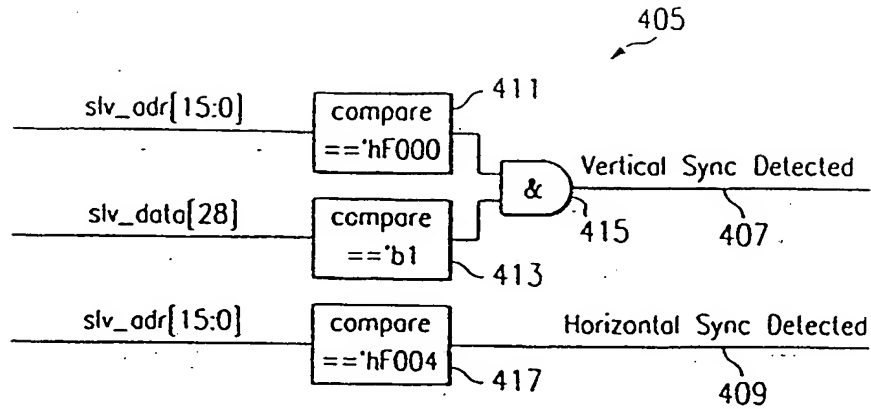 405
slv_adr[15:0]
compare
=='hF000
411
slv_data[28]
compare
=='b1
413
&
415
Vertical Sync Detected
407
slv_adr[15:0]
compare
=='hF004
417
Horizontal Sync Detected
409